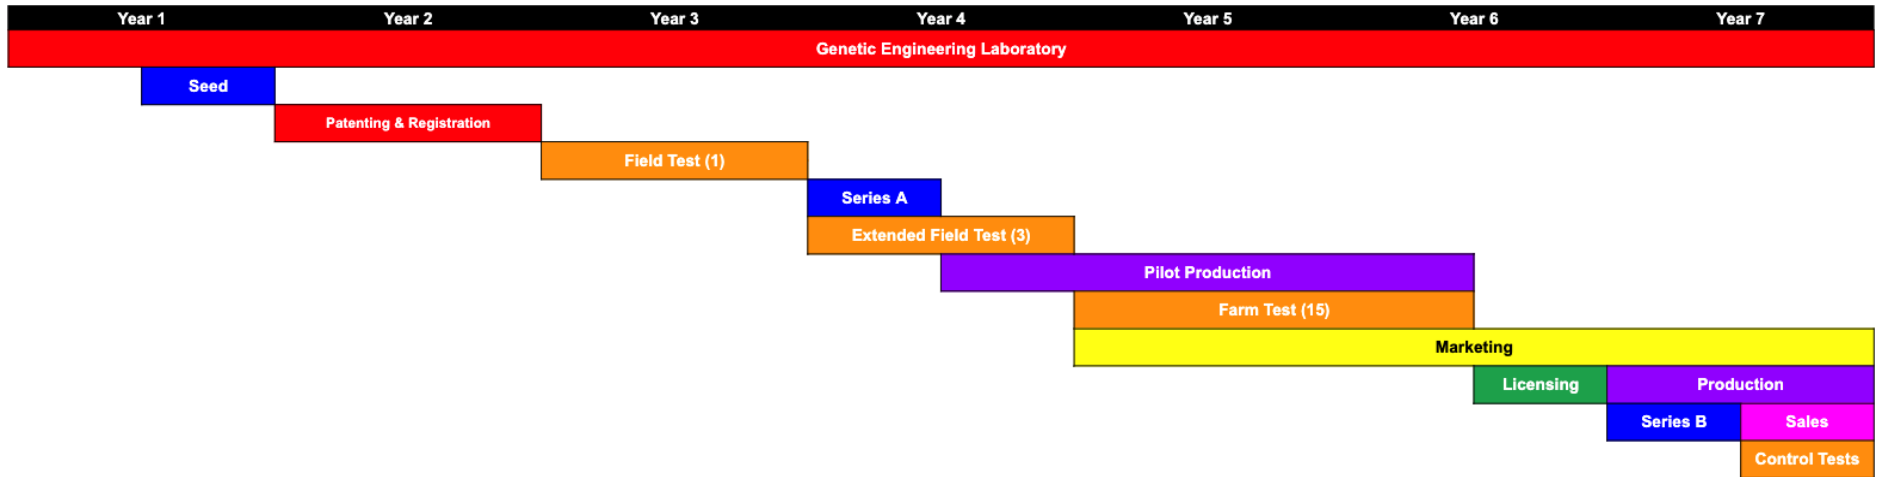 Year 1 Year 2 Year 3 Year 4 Year 5 Year 6 Year 7
Genetic Engineering Laboratory
Seed
Patenting & Registration
Field Test (1)
Series A
Extended Field Test (3)
Pilot Production
Farm Test (15)
Marketing
Licensing Production
Series B Sales
Control Tests